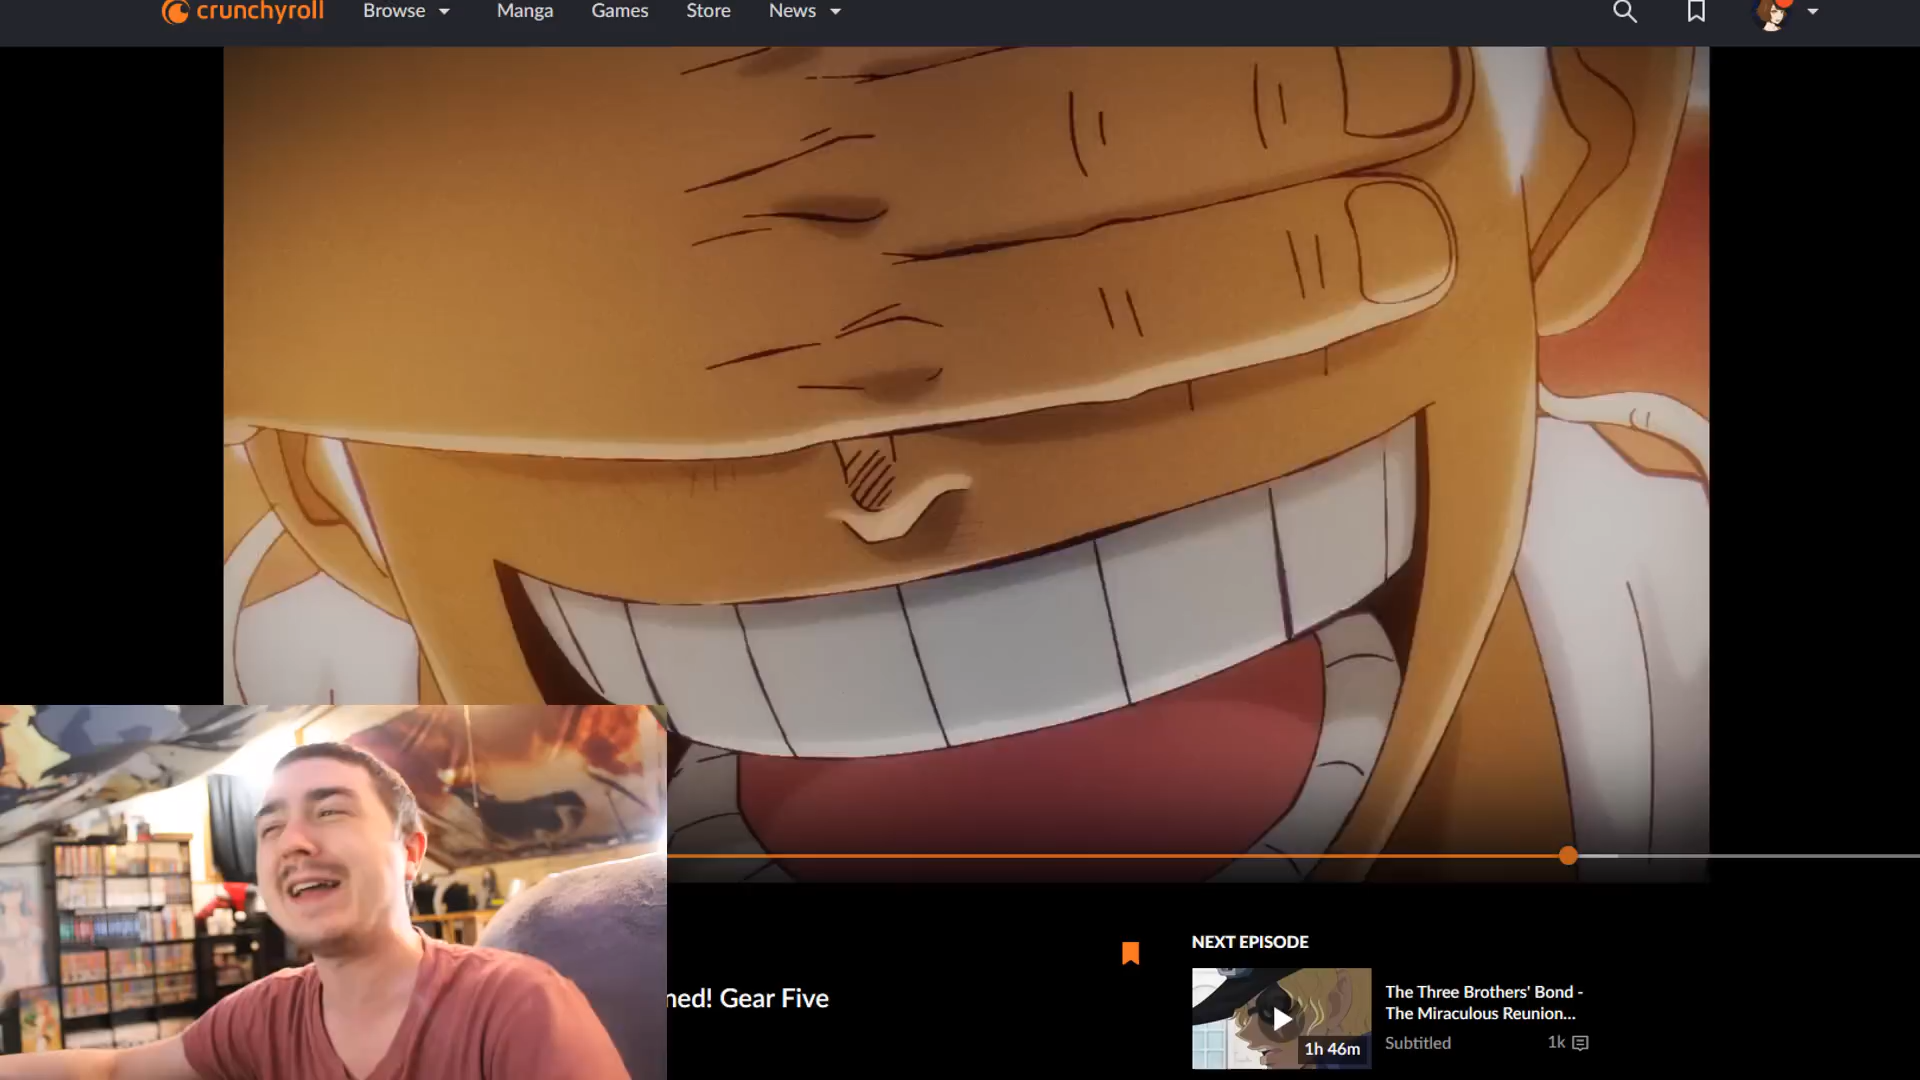 crunchyroll Browse Manga Games Store News
NEXT EPISODE
ned! Gear Five
The Three Brothers' Bond -
The Miraculous Reunion...
1h 46m
Subtitled 1k